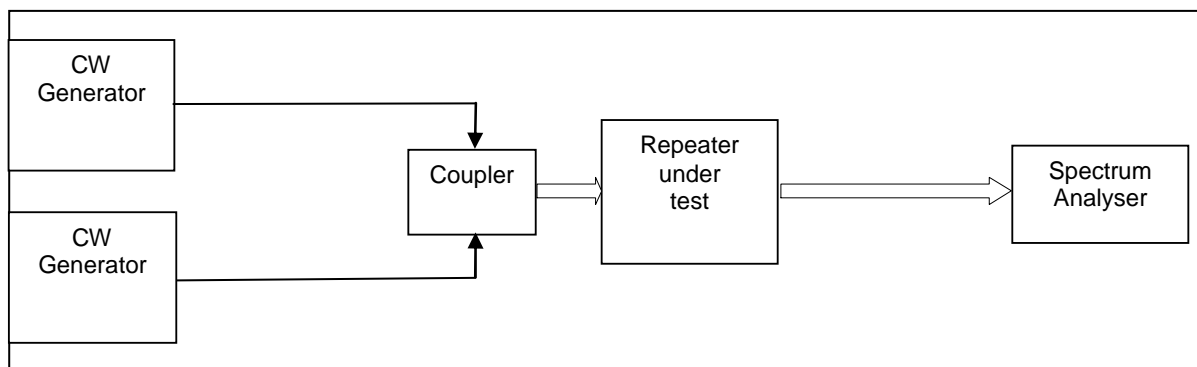 CW
Generator
Coupler
Repeater
under
test
Spectrum
Analyser
CW
Generator